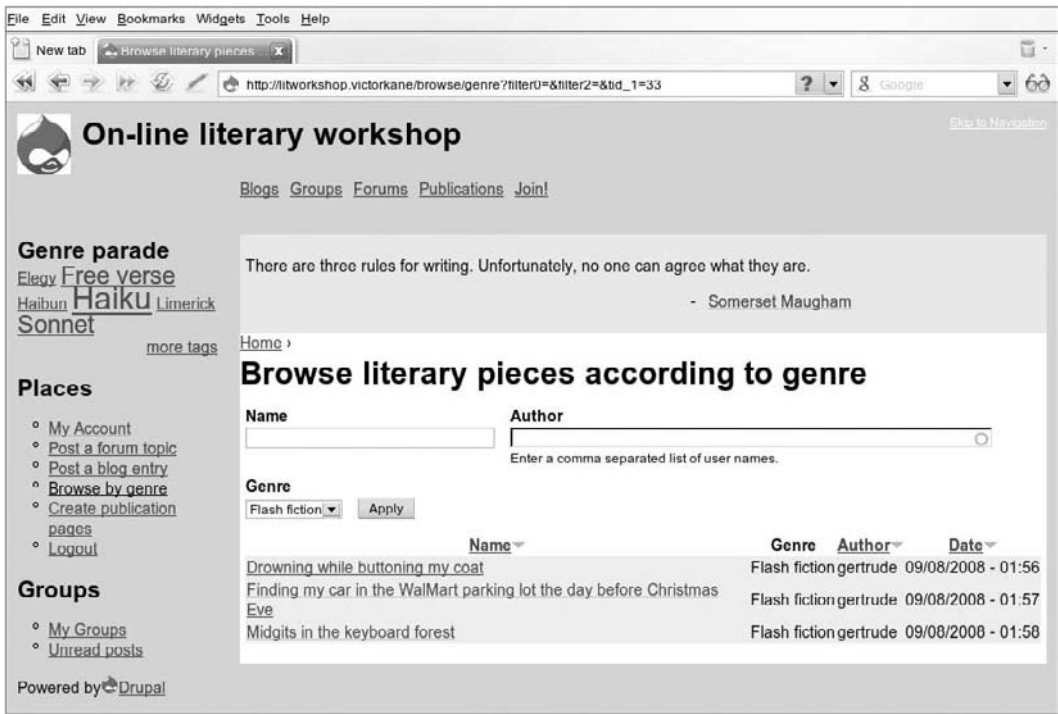 File Edit View Bookmarks Widgets Tools Help
New tab Browse literary pieces ... x
http://litworkshop.victorkane/browse/genre?filter0=&filter2=&tid_1=33 ? Google
On-line literary workshop
Skip to Navigation
Blogs Groups Forums Publications Join!
Genre parade
Elegy Free verse
Haibun Haiku Limerick
Sonnet
more tags
Places
My Account
Post a forum topic
Post a blog entry
Browse by genre
Create publication
pages
Logout
Groups
My Groups
Unread posts
Powered by Drupal
There are three rules for writing. Unfortunately, no one can agree what they are.
- Somerset Maugham
Home ›
Browse literary pieces according to genre
Name Author
Enter a comma separated list of user names.
Genre
Flash fiction Apply
Name Genre Author Date
Drowning while buttoning my coat Flash fiction gertrude 09/08/2008 - 01:56
Finding my car in the WalMart parking lot the day before Christmas
Eve Flash fiction gertrude 09/08/2008 - 01:57
Midgits in the keyboard forest Flash fiction gertrude 09/08/2008 - 01:58